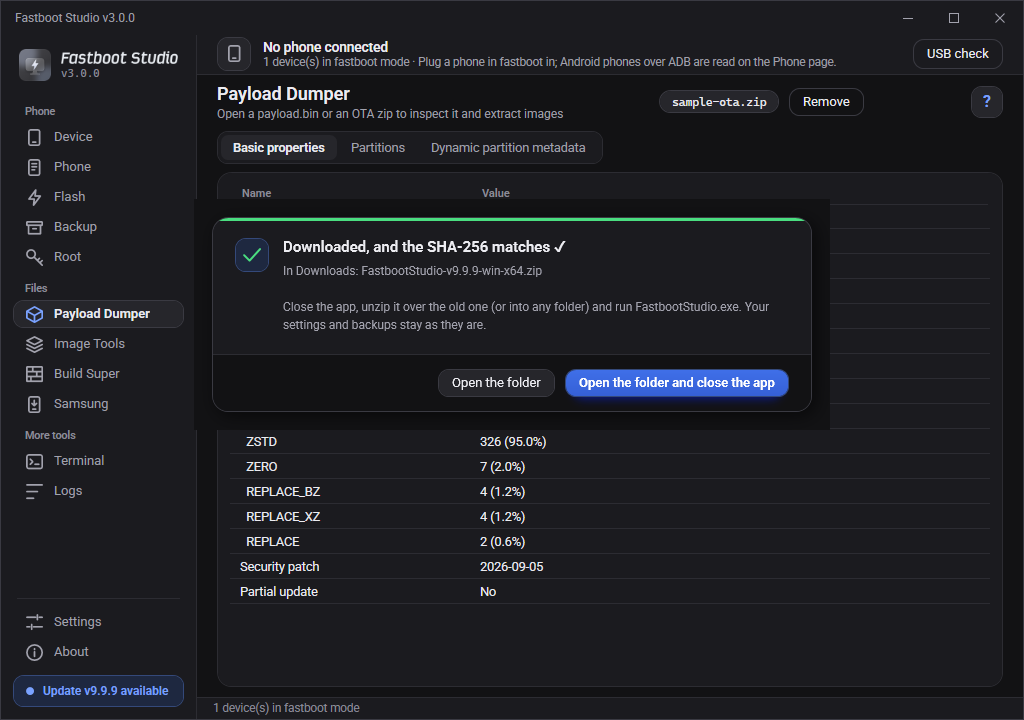 Fastboot Studio v3.0.0
Fastboot Studio
v3.0.0
No phone connected
1 device(s) in fastboot mode · Plug a phone in fastboot in; Android phones over ADB are read on the Phone page.
USB check
Phone
Device
Phone
Flash
Backup
Root
Files
Payload Dumper
Image Tools
Build Super
Samsung
More tools
Terminal
Logs
Settings
About
Update v9.9.9 available
Payload Dumper
Open a payload.bin or an OTA zip to inspect it and extract images
sample-ota.zip
Remove
?
Basic properties
Partitions
Dynamic partition metadata
Name Value
Downloaded, and the SHA-256 matches ✓
In Downloads: FastbootStudio-v9.9.9-win-x64.zip
Close the app, unzip it over the old one (or into any folder) and run FastbootStudio.exe. Your
settings and backups stay as they are.
Open the folder
Open the folder and close the app
ZSTD 326 (95.0%)
ZERO 7 (2.0%)
REPLACE_BZ 4 (1.2%)
REPLACE_XZ 4 (1.2%)
REPLACE 2 (0.6%)
Security patch 2026-09-05
Partial update No
1 device(s) in fastboot mode